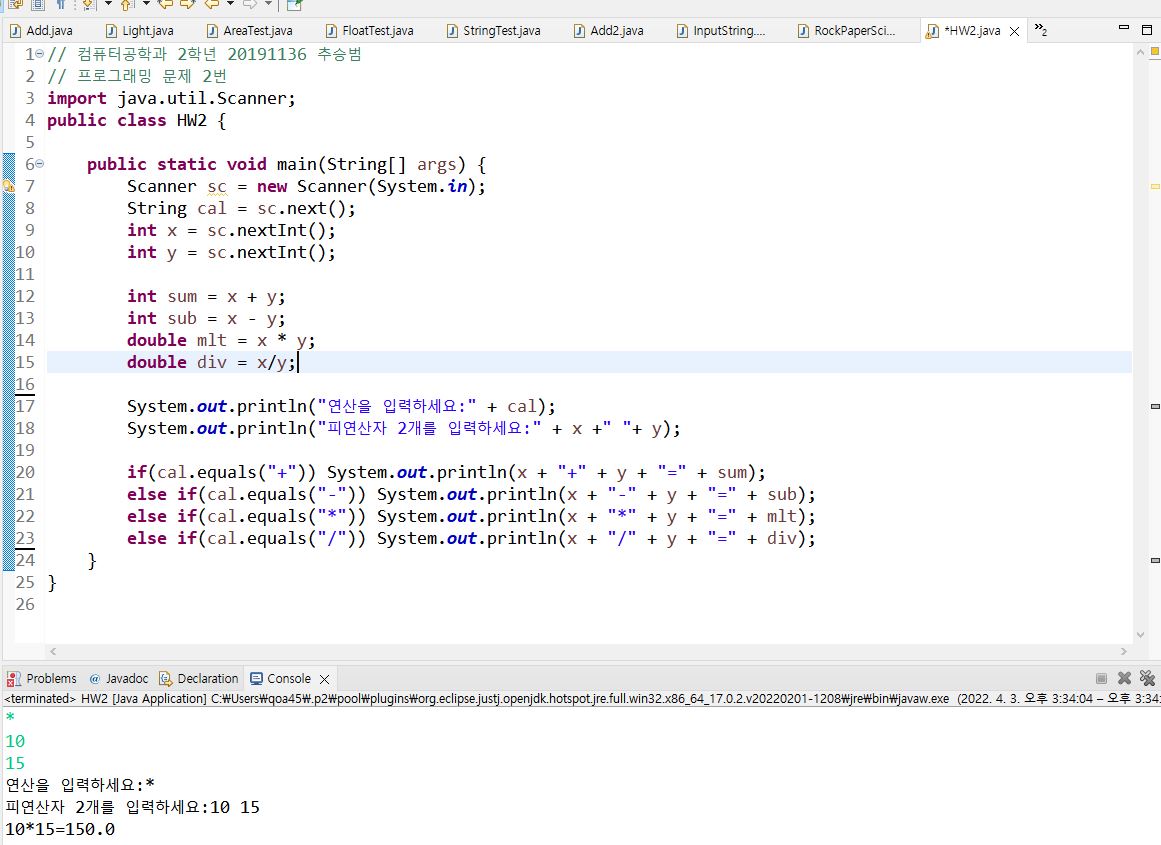 Add.java Light.java AreaTest.java FloatTest.java StringTest.java Add2.java InputString.... RockPaperSci... *HW2.java »2
1 // 컴퓨터공학과 2학년 20191136 추승범
2 // 프로그래밍 문제 2번
3 import java.util.Scanner;
4 public class HW2 {
5
6 public static void main(String[] args) {
7 Scanner sc = new Scanner(System.in);
8 String cal = sc.next();
9 int x = sc.nextInt();
10 int y = sc.nextInt();
11
12 int sum = x + y;
13 int sub = x - y;
14 double mlt = x * y;
15 double div = x/y;
16
17 System.out.println("연산을 입력하세요:" + cal);
18 System.out.println("피연산자 2개를 입력하세요:" + x +" "+ y);
19
20 if(cal.equals("+")) System.out.println(x + "+" + y + "=" + sum);
21 else if(cal.equals("-")) System.out.println(x + "-" + y + "=" + sub);
22 else if(cal.equals("*")) System.out.println(x + "*" + y + "=" + mlt);
23 else if(cal.equals("/")) System.out.println(x + "/" + y + "=" + div);
24 }
25 }
26
Problems @ Javadoc Declaration Console
<terminated> HW2 [Java Application] C:₩Users₩qoa45₩.p2₩pool₩plugins₩org.eclipse.justj.openjdk.hotspot.jre.full.win32.x86_64_17.0.2.v20220201-1208₩jre₩bin₩javaw.exe (2022. 4. 3. 오후 3:34:04 – 오후 3:34:
*
10
15
연산을 입력하세요:*
피연산자 2개를 입력하세요:10 15
10*15=150.0